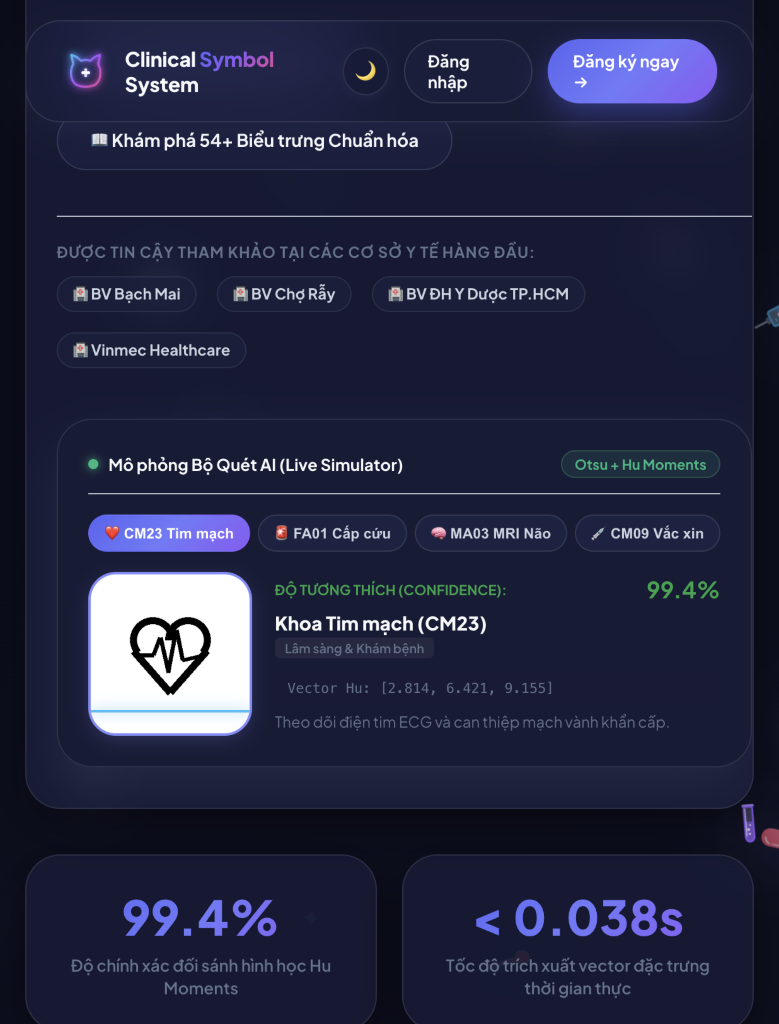 Clinical Symbol
System
Đăng
nhập
Đăng ký ngay
→
Khám phá 54+ Biểu trưng Chuẩn hóa
ĐƯỢC TIN CẬY THAM KHẢO TẠI CÁC CƠ SỞ Y TẾ HÀNG ĐẦU:
BV Bạch Mai
BV Chợ Rẫy
BV ĐH Y Dược TP.HCM
Vinmec Healthcare
Mô phỏng Bộ Quét AI (Live Simulator)
Otsu + Hu Moments
CM23 Tim mạch
FA01 Cấp cứu
MA03 MRI Não
CM09 Vắc xin
ĐỘ TƯƠNG THÍCH (CONFIDENCE):
99.4%
Khoa Tim mạch (CM23)
Lâm sàng & Khám bệnh
Vector Hu: [2.814, 6.421, 9.155]
Theo dõi điện tim ECG và can thiệp mạch vành khẩn cấp.
99.4%
Độ chính xác đối sánh hình học Hu
Moments
< 0.038s
Tốc độ trích xuất vector đặc trưng
thời gian thực